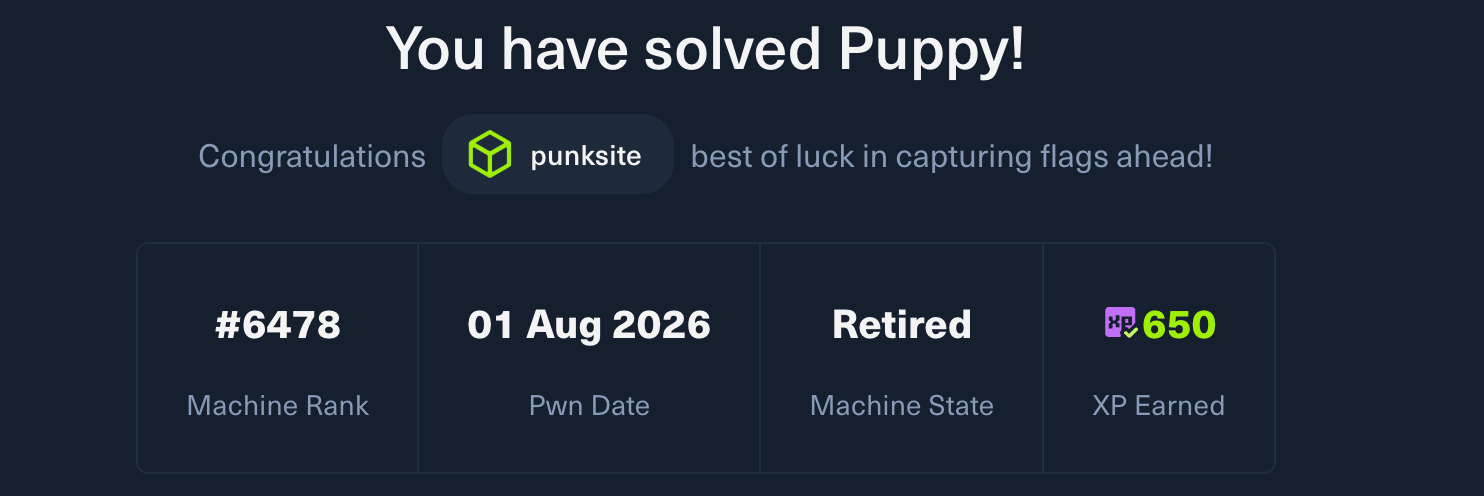 You have solved Puppy!
Congratulations punksite best of luck in capturing flags ahead!
#6478 01 Aug 2026 Retired XP 650
Machine Rank Pwn Date Machine State XP Earned